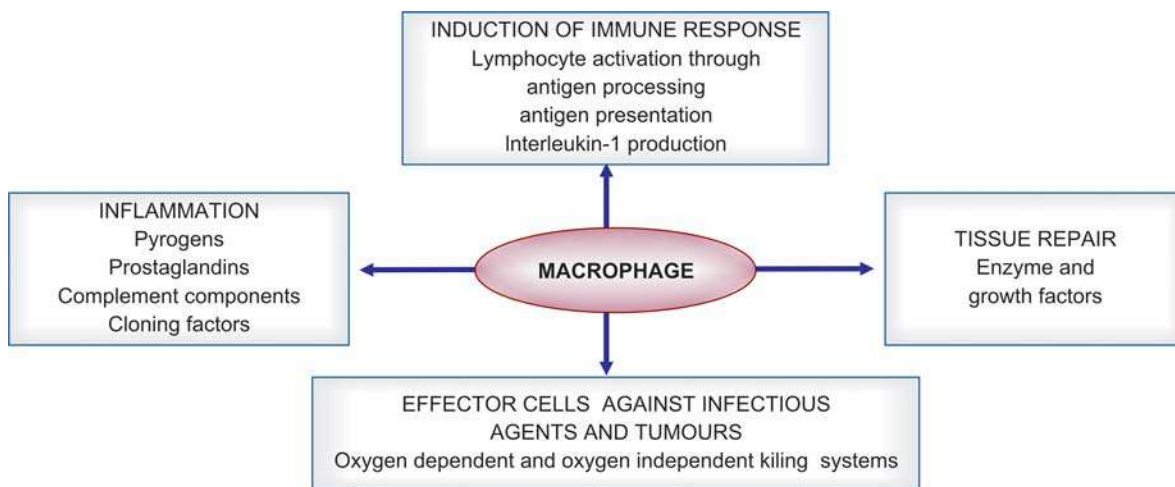 INDUCTION OF IMMUNE RESPONSE
Lymphocyte activation through
antigen processing
antigen presentation
Interleukin-1 production
INFLAMMATION
Pyrogens
Prostaglandins
Complement components
Cloning factors
MACROPHAGE
TISSUE REPAIR
Enzyme and
growth factors
EFFECTOR CELLS AGAINST INFECTIOUS
AGENTS AND TUMOURS
Oxygen dependent and oxygen independent kiling systems